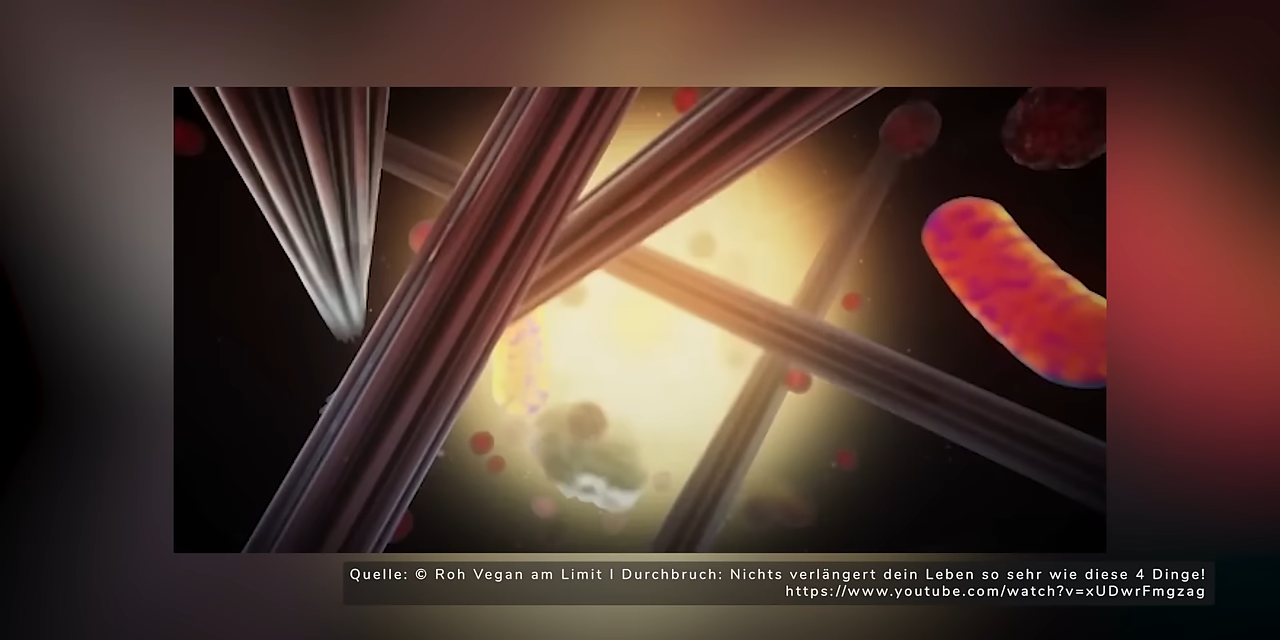 Quelle: © Roh Vegan am Limit I Durchbruch: Nichts verlängert dein Leben so sehr wie diese 4 Dinge!
https://www.youtube.com/watch?v=xUDwrFmgzag